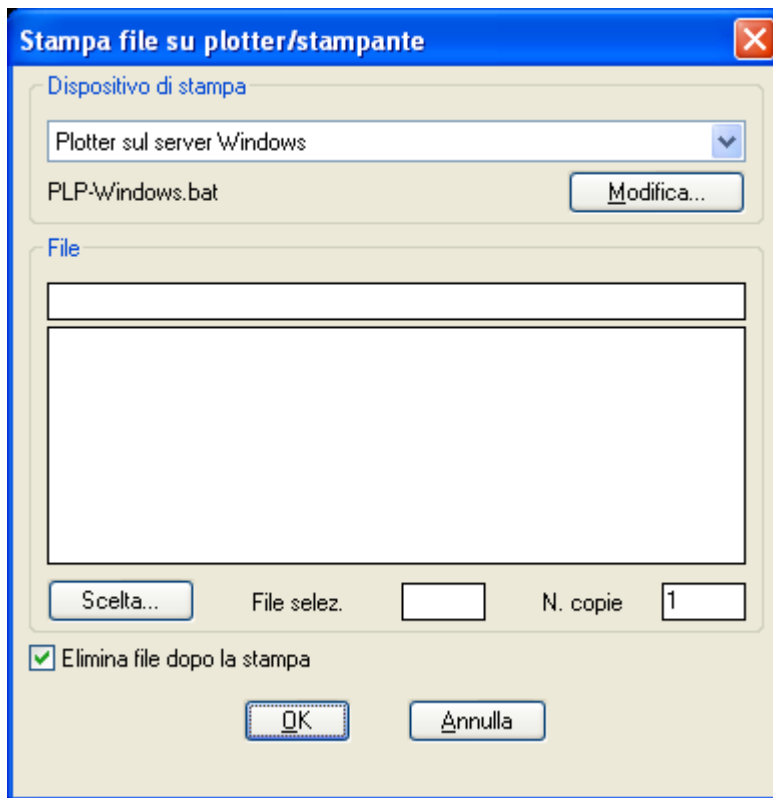 Stampa file su plotter/stampante
Dispositivo di stampa
Plotter sul server Windows
PLP-Windows.bat
Modifica...
File
Scelta...
File selez.
N. copie
1
Elimina file dopo la stampa
OK
Annulla